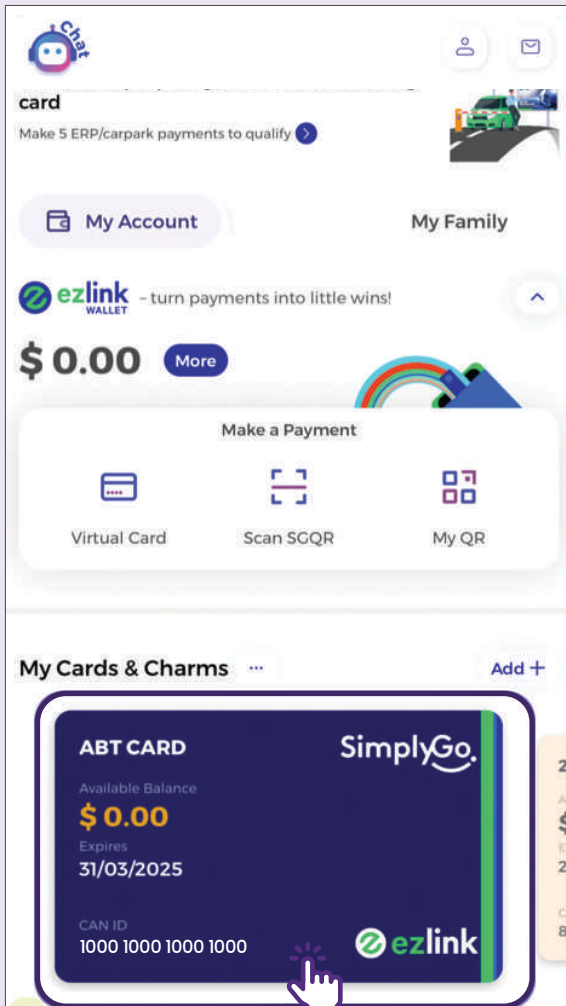 Chat
card
Make 5 ERP/carpark payments to qualify
My Account
My Family
ezlink
WALLET
- turn payments into little wins!
$ 0.00
More
Make a Payment
Virtual Card
Scan SGQR
My QR
My Cards & Charms ...
Add +
ABT CARD
SimplyGo.
Available Balance
$ 0.00
Expires
31/03/2025
CAN ID
1000 1000 1000 1000
ezlink